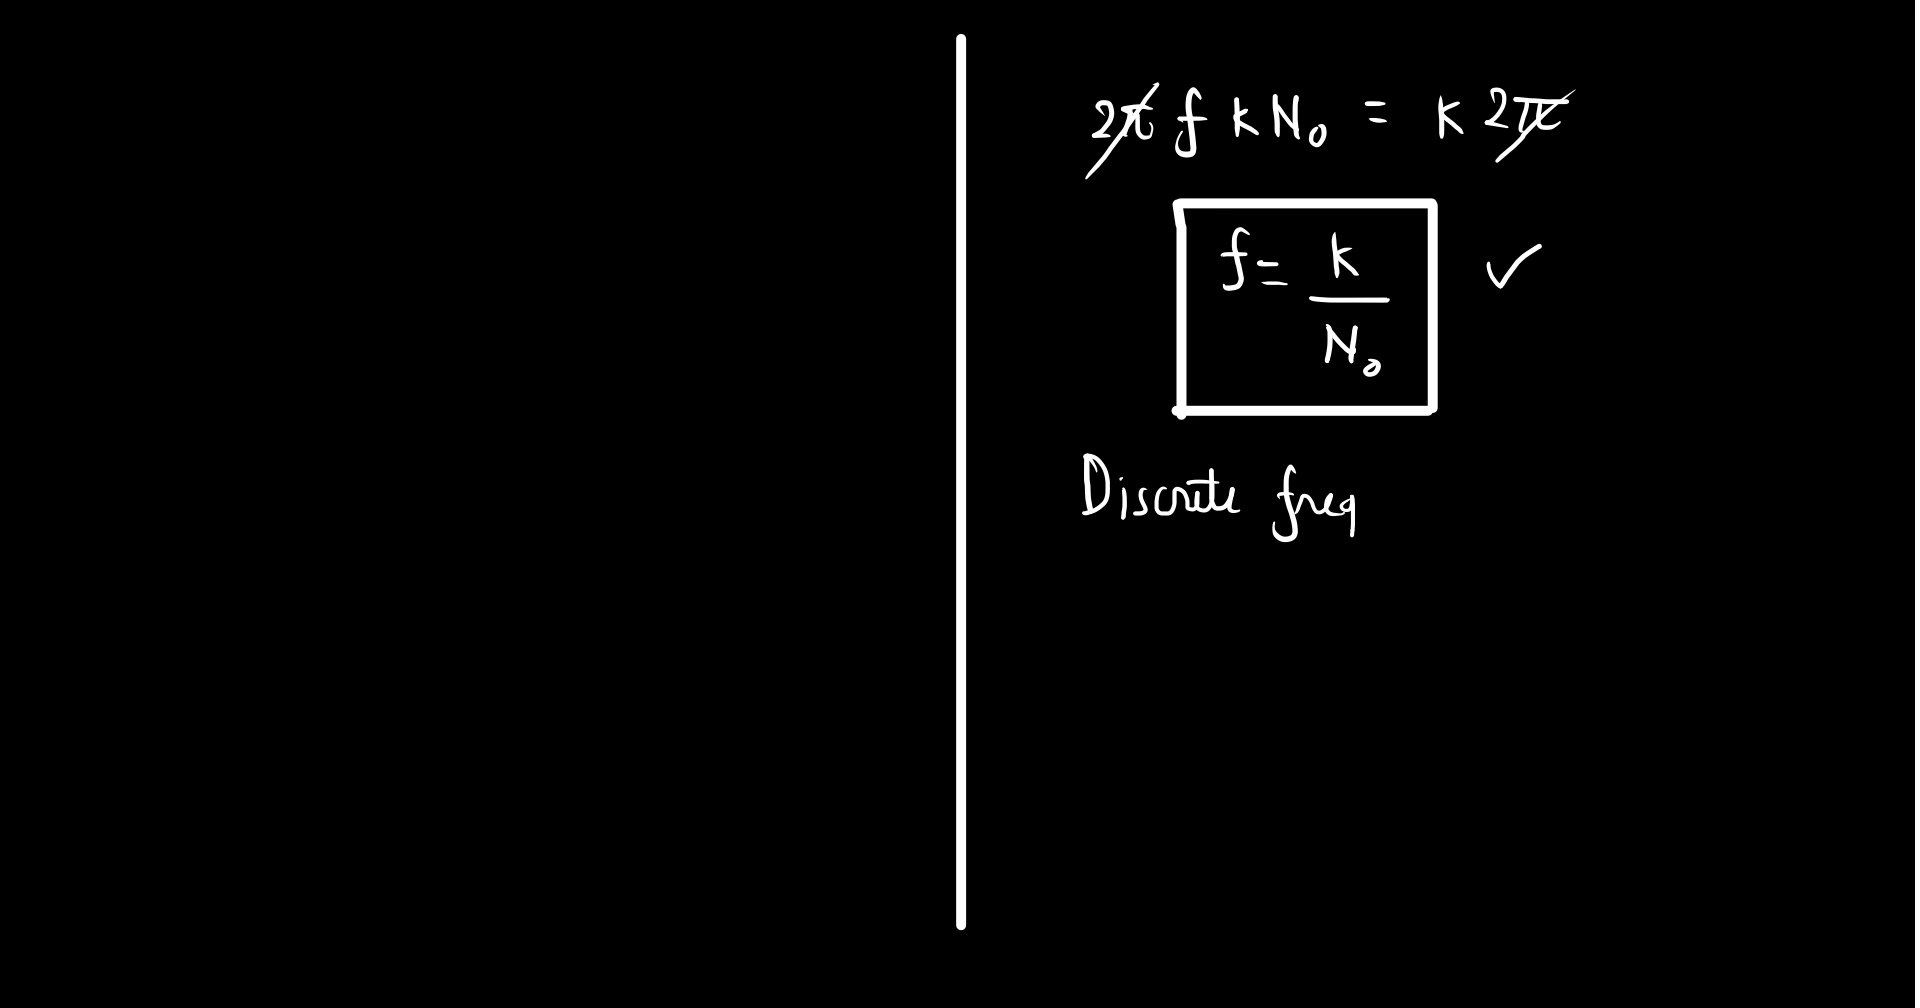 2π f k N₀ = k 2π
f = k / N₀ ✓
Discrete freq